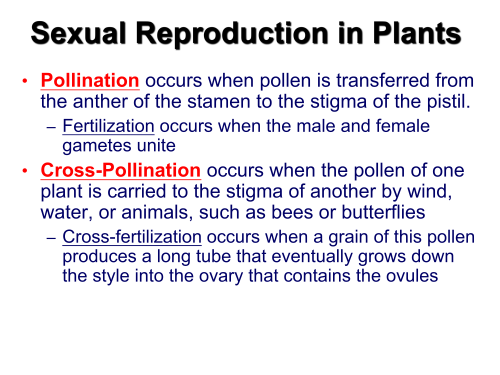 Sexual Reproduction in Plants
• Pollination occurs when pollen is transferred from
the anther of the stamen to the stigma of the pistil.
– Fertilization occurs when the male and female
gametes unite
• Cross-Pollination occurs when the pollen of one
plant is carried to the stigma of another by wind,
water, or animals, such as bees or butterflies
– Cross-fertilization occurs when a grain of this pollen
produces a long tube that eventually grows down
the style into the ovary that contains the ovules